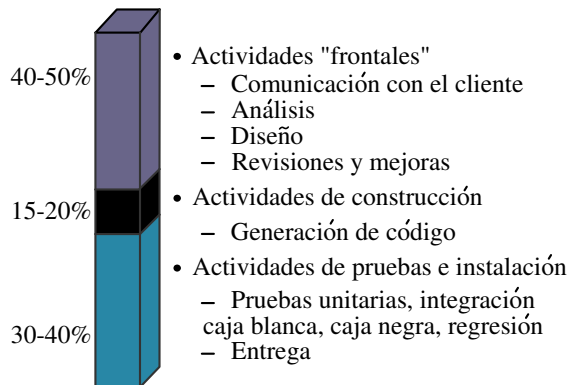 40-50%
• Actividades "frontales"
– Comunicación con el cliente
– Análisis
– Diseño
– Revisiones y mejoras
15-20%
• Actividades de construcción
– Generación de código
• Actividades de pruebas e instalación
– Pruebas unitarias, integración
caja blanca, caja negra, regresión
30-40%
– Entrega